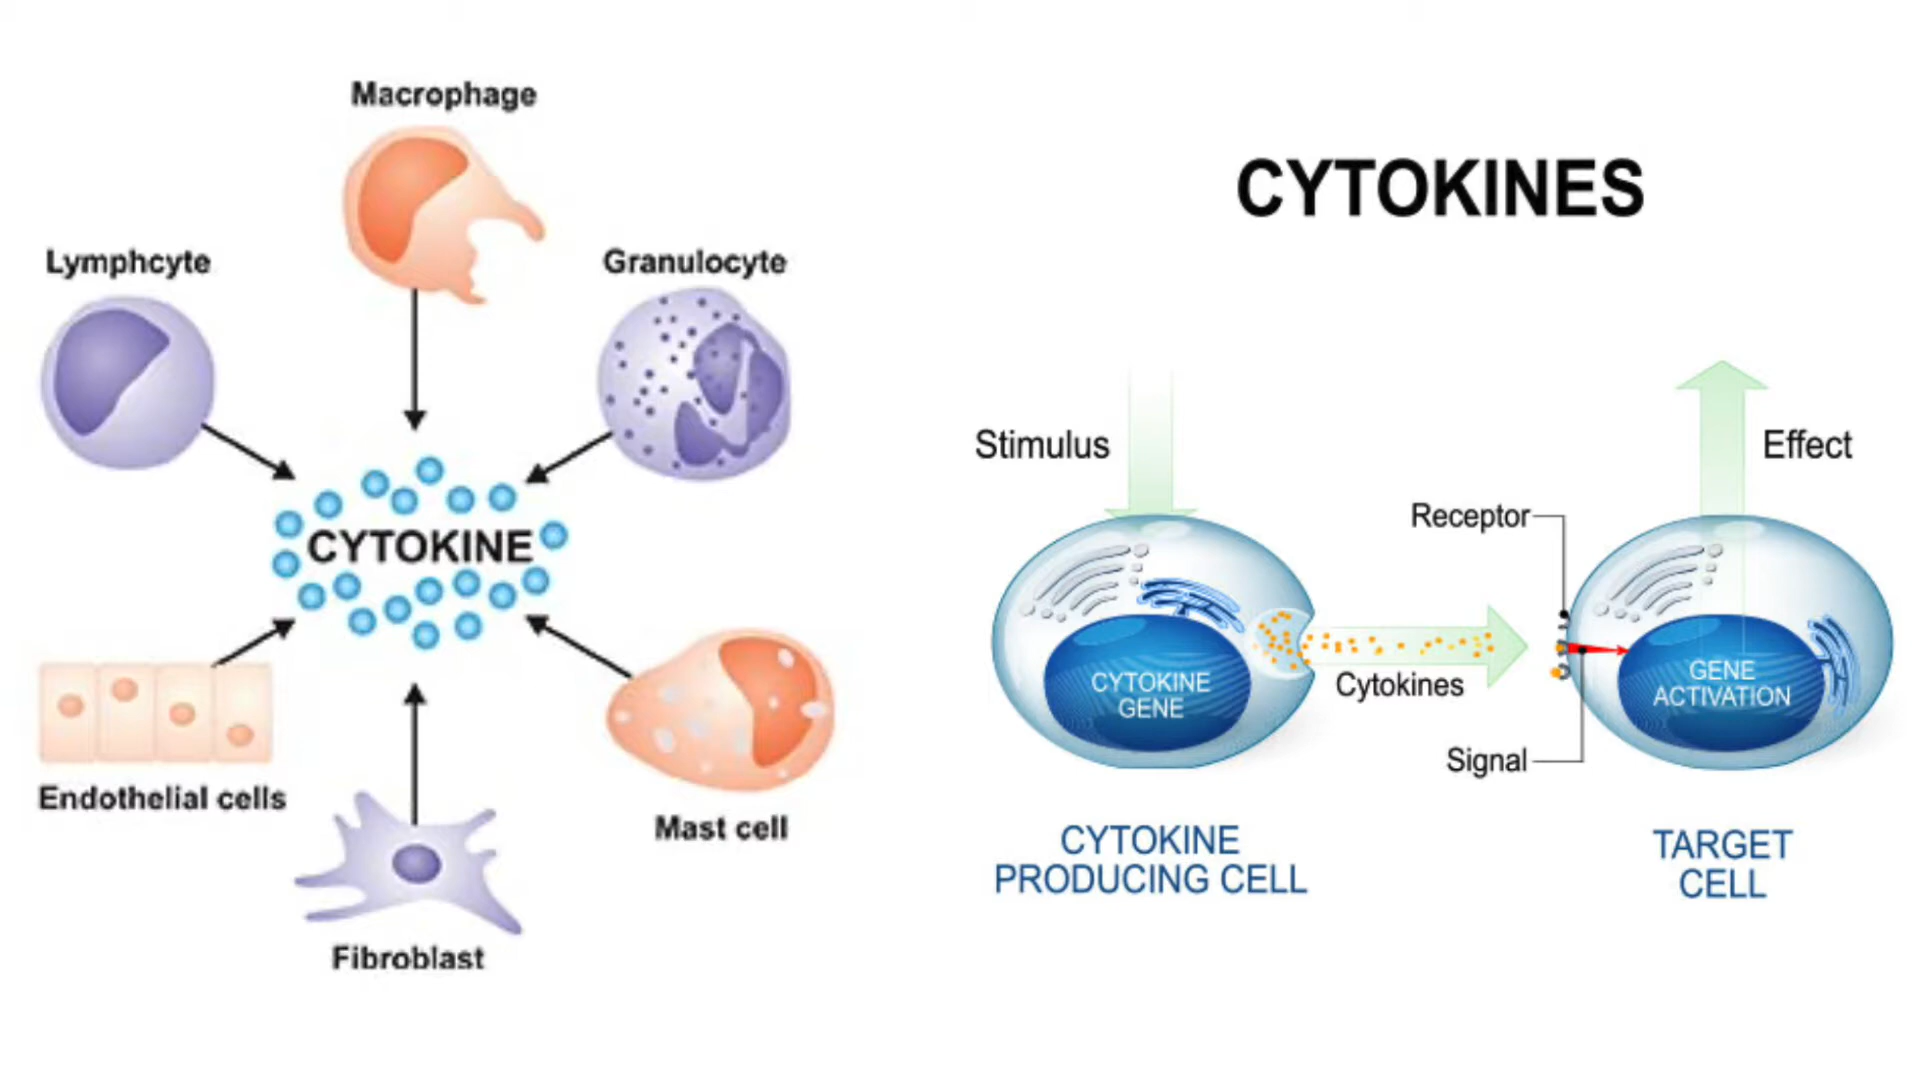 Macrophage
Lymphcyte
Granulocyte
CYTOKINE
Endothelial cells
Mast cell
Fibroblast
CYTOKINES
Stimulus
Effect
Receptor
CYTOKINE
GENE
Cytokines
GENE
ACTIVATION
Signal
CYTOKINE
PRODUCING CELL
TARGET
CELL